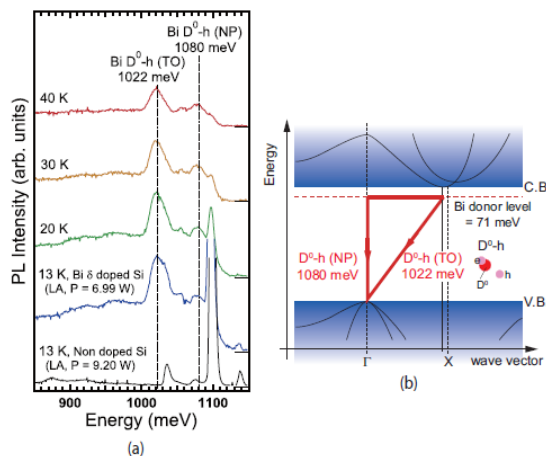 (a)
PL Intensity (arb. units)
Bi D⁰-h (NP)
1080 meV
Bi D⁰-h (TO)
1022 meV
40 K
30 K
20 K
13 K, Bi δ doped Si
(LA, P = 6.99 W)
13 K, Non doped Si
(LA, P = 9.20 W)
900
1000
1100
Energy (meV)
(a)
Energy
C.B
Bi donor level
= 71 meV
D⁰-h (NP)
1080 meV
D⁰-h (TO)
1022 meV
D⁰-h
e
h
D⁰
V.B
Γ
X
wave vector
(b)